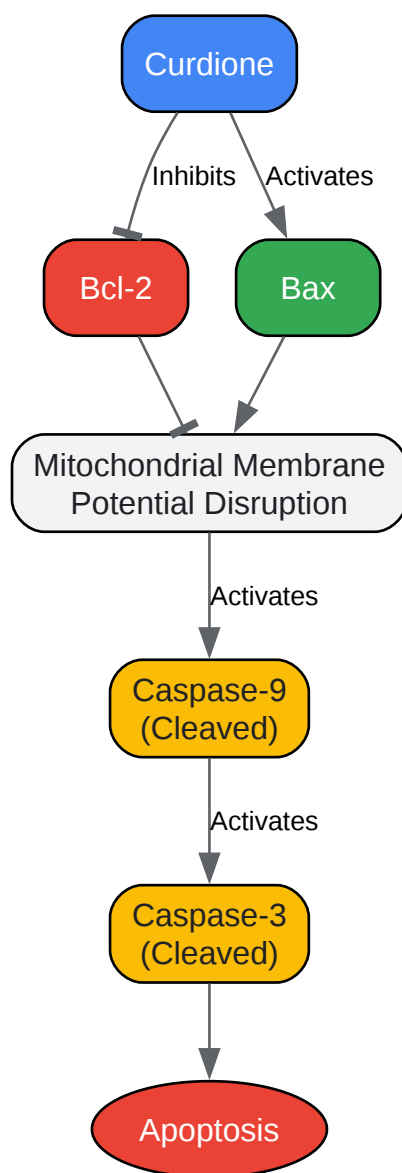 Curdione
Inhibits
Activates
Bcl-2
Bax
Mitochondrial Membrane
Potential Disruption
Activates
Caspase-9
(Cleaved)
Activates
Caspase-3
(Cleaved)
Apoptosis